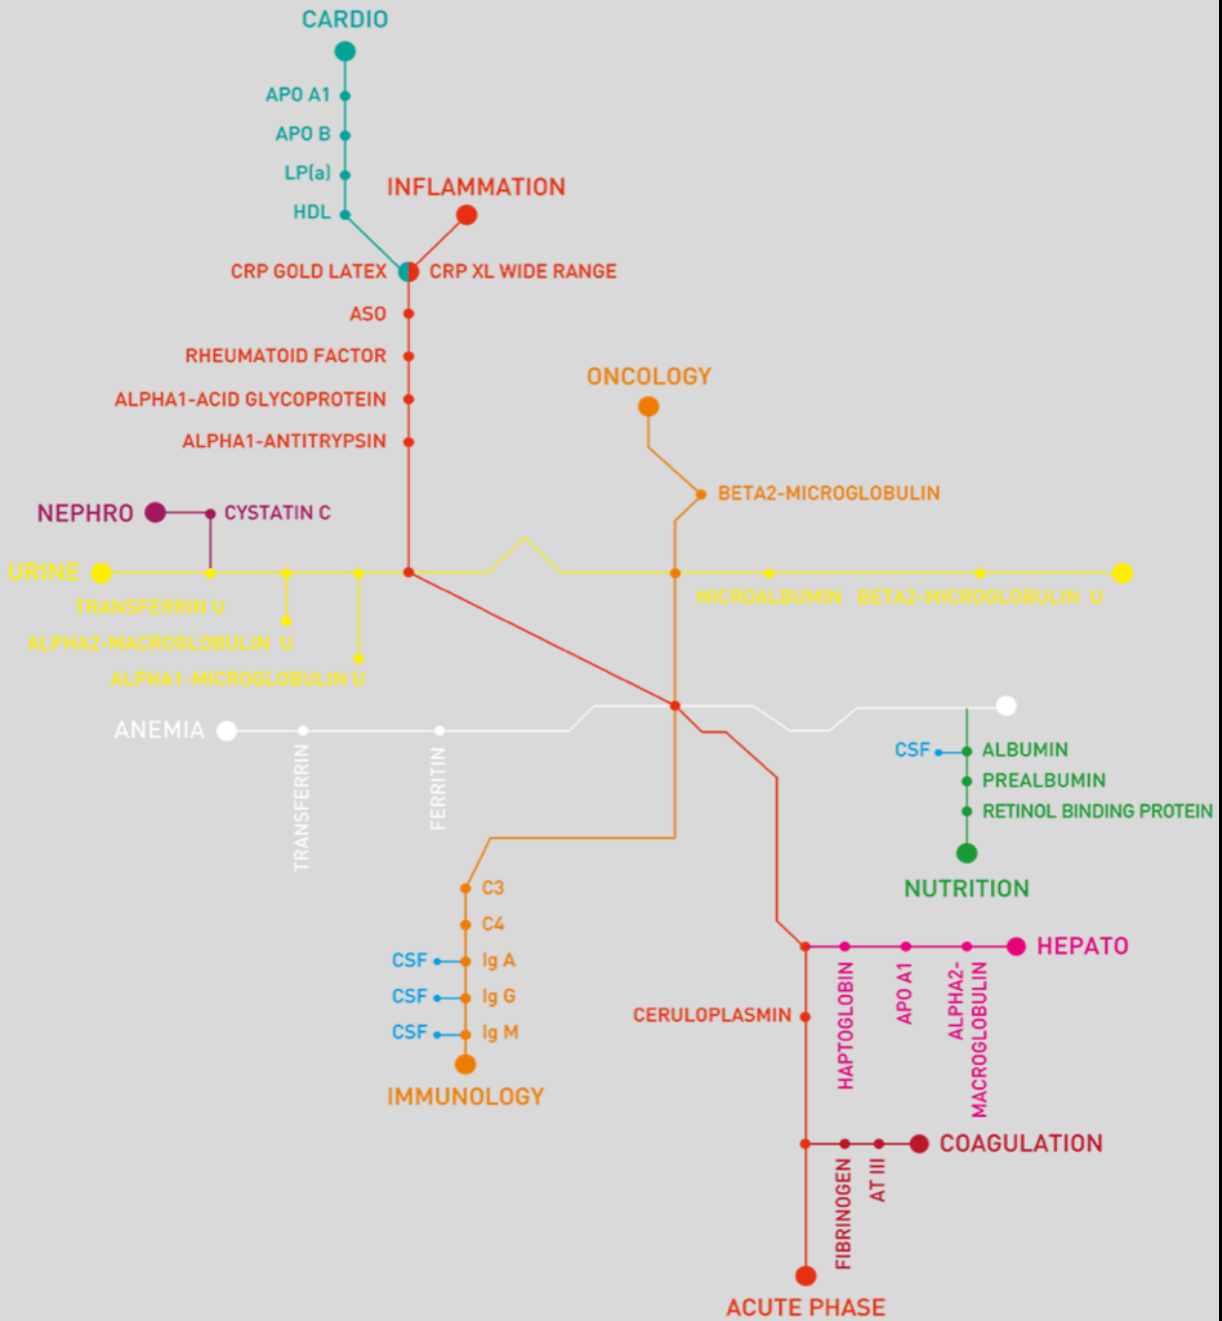 CARDIO
APO A1
APO B
LP(a)
HDL
INFLAMMATION
CRP GOLD LATEX
CRP XL WIDE RANGE
ASO
RHEUMATOID FACTOR
ALPHA1-ACID GLYCOPROTEIN
ALPHA1-ANTITRYPSIN
ONCOLOGY
BETA2-MICROGLOBULIN
NEPHRO
CYSTATIN C
URINE
TRANSFERRIN U
ALPHA2-MACROGLOBULIN U
ALPHA1-MICROGLOBULIN U
MICROALBUMIN
BETA2-MICROGLOBULIN U
ANEMIA
TRANSFERRIN
FERRITIN
CSF
ALBUMIN
PREALBUMIN
RETINOL BINDING PROTEIN
NUTRITION
C3
C4
CSF
Ig A
CSF
Ig G
CSF
Ig M
IMMUNOLOGY
HEPATO
HAPTOGLOBIN
APO A1
ALPHA2-
MACROGLOBULIN
CERULOPLASMIN
COAGULATION
FIBRINOGEN
AT III
ACUTE PHASE